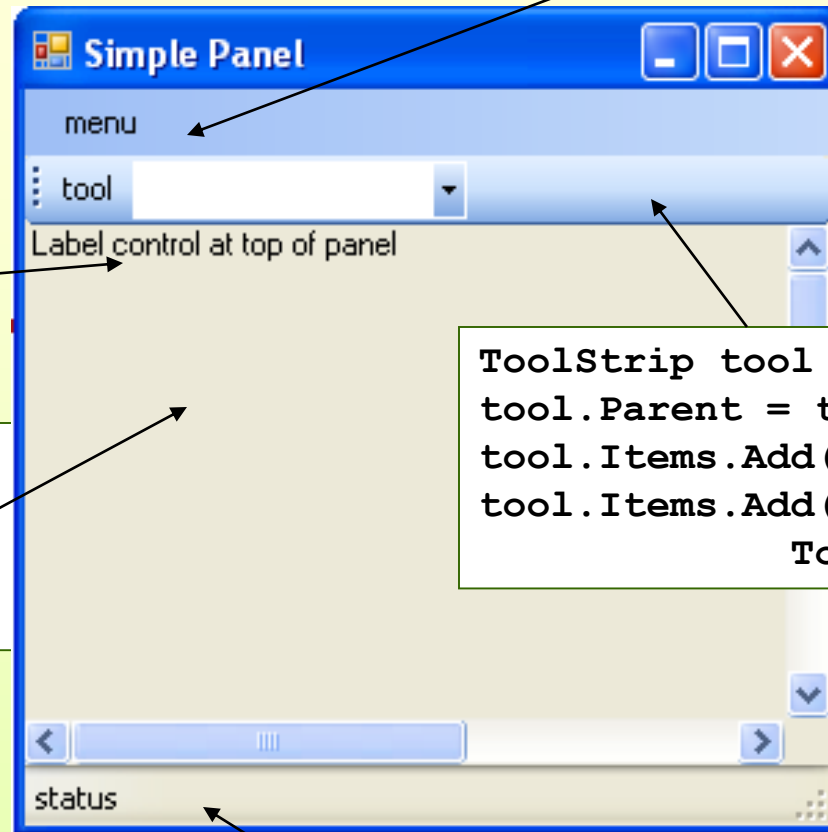 Simple Panel
menu
tool
Label control at top of panel
ToolStrip tool
tool.Parent = t
tool.Items.Add(
tool.Items.Add(
To
status